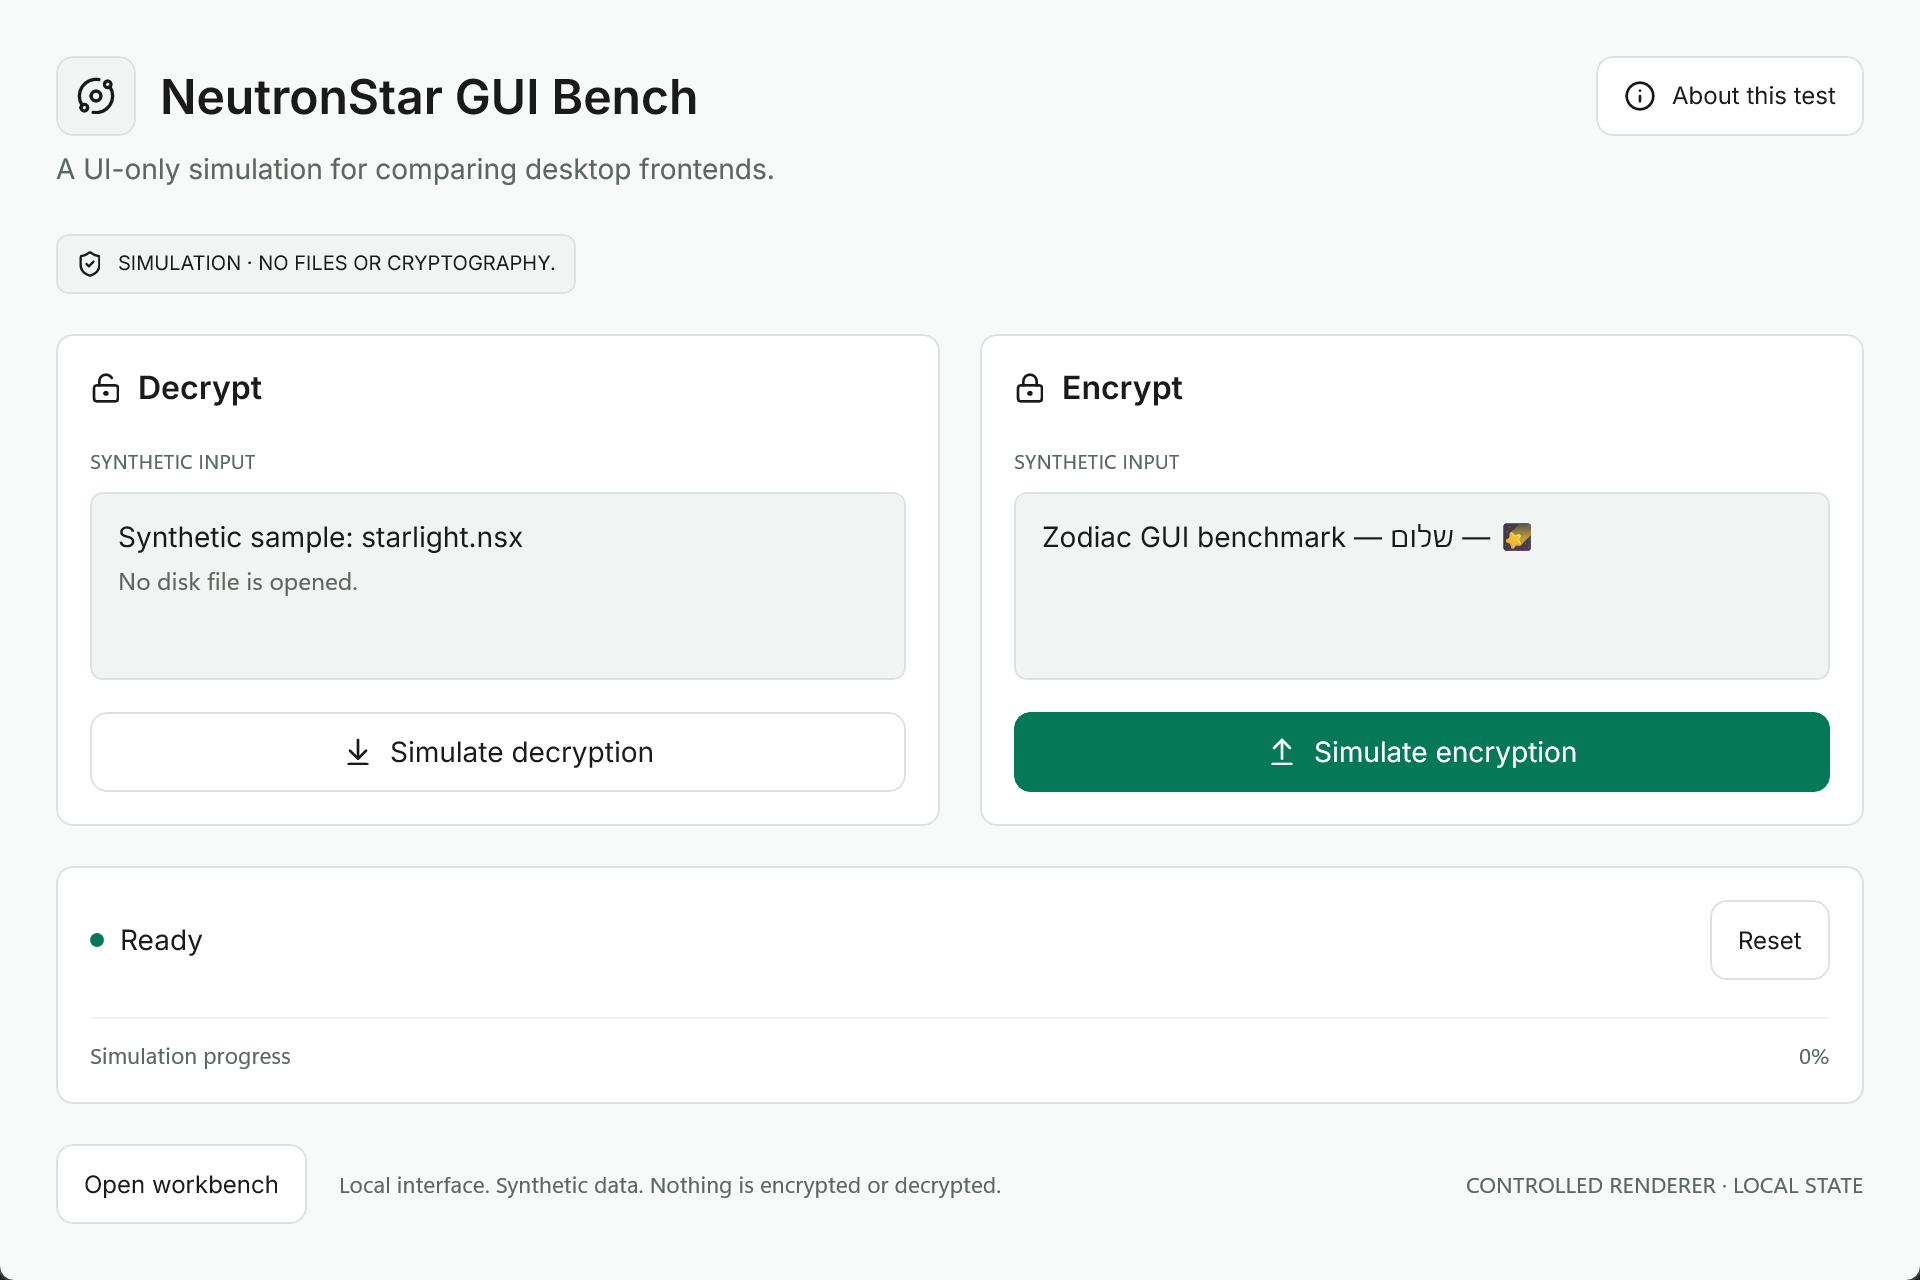 NeutronStar GUI Bench
About this test
A UI-only simulation for comparing desktop frontends.
SIMULATION · NO FILES OR CRYPTOGRAPHY.
Decrypt
SYNTHETIC INPUT
Synthetic sample: starlight.nsx
No disk file is opened.
Simulate decryption
Encrypt
SYNTHETIC INPUT
Zodiac GUI benchmark — שלום — 🌠
Simulate encryption
Ready
Reset
Simulation progress
0%
Open workbench
Local interface. Synthetic data. Nothing is encrypted or decrypted.
CONTROLLED RENDERER · LOCAL STATE